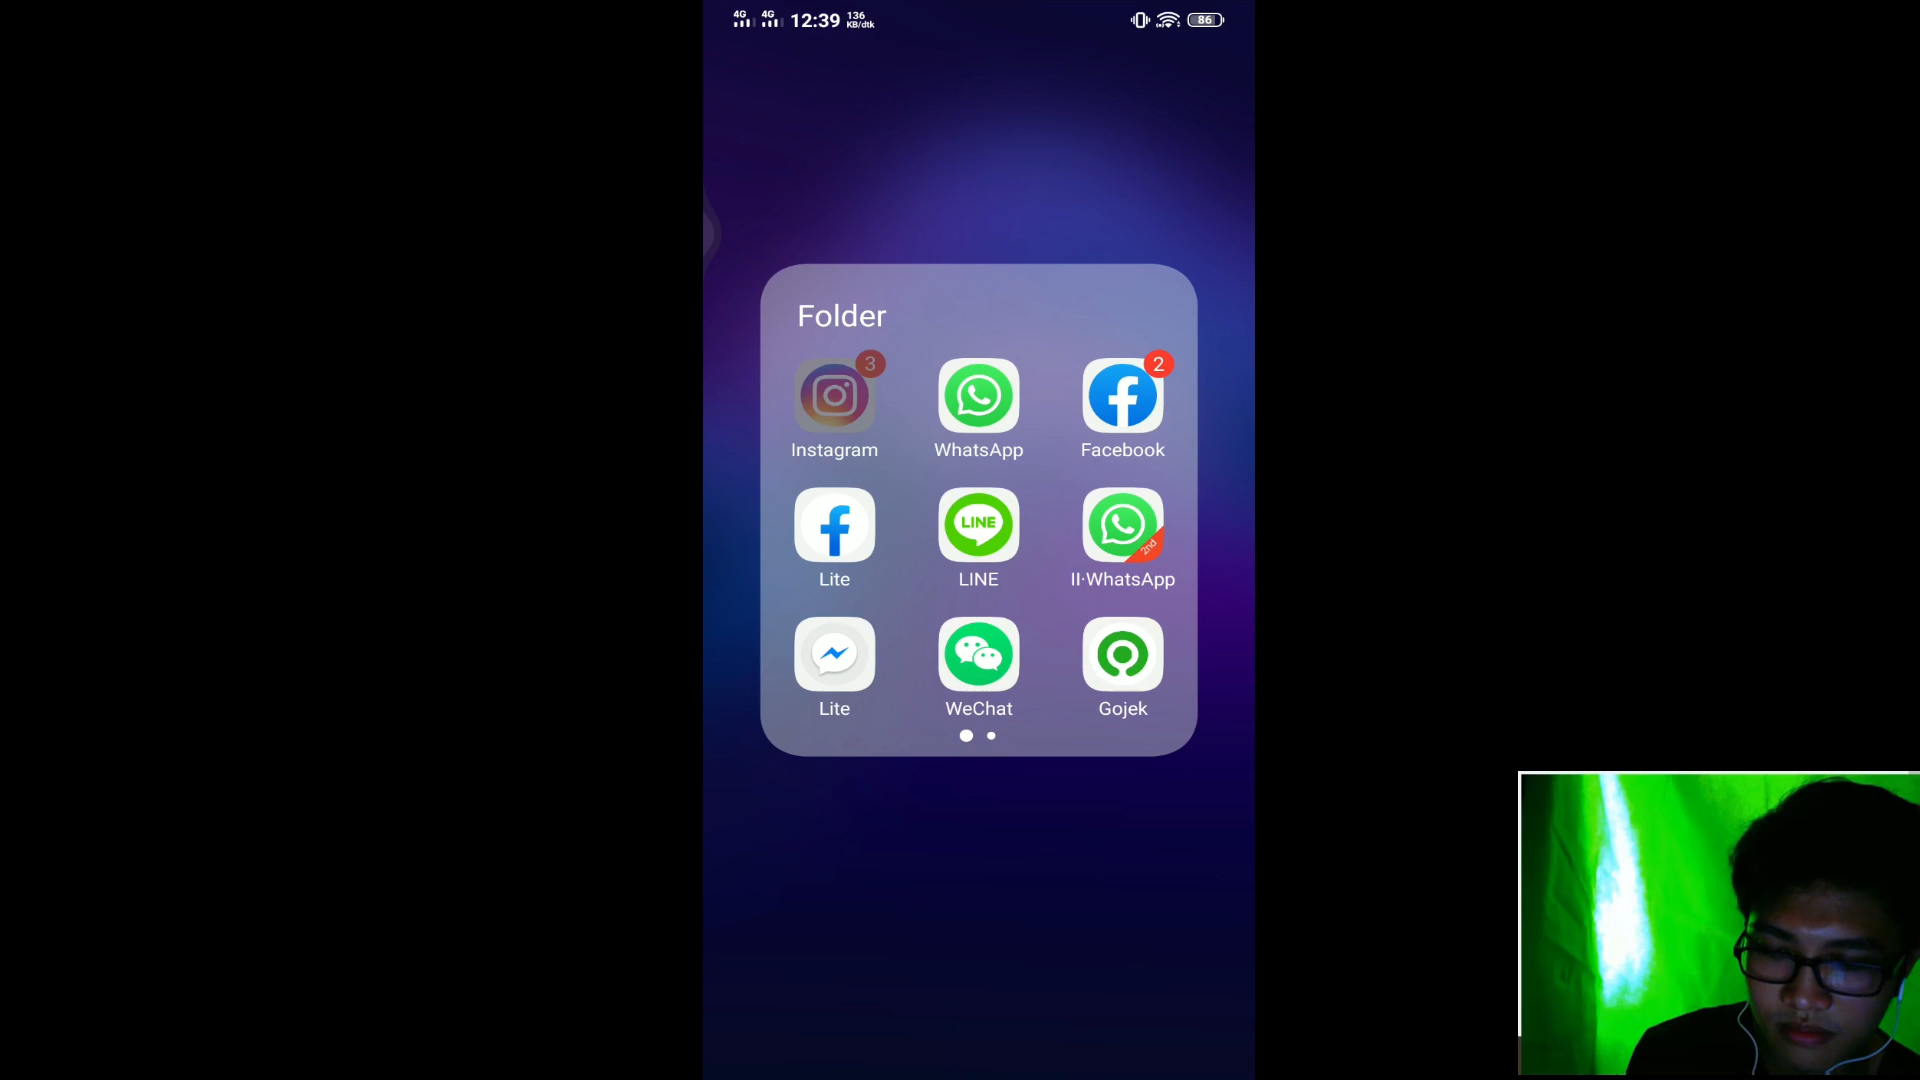 4G 4G 12:39 136 KB/dtk 86
Folder
3 2
Instagram WhatsApp Facebook
LINE 2nd
Lite LINE II·WhatsApp
Lite WeChat Gojek